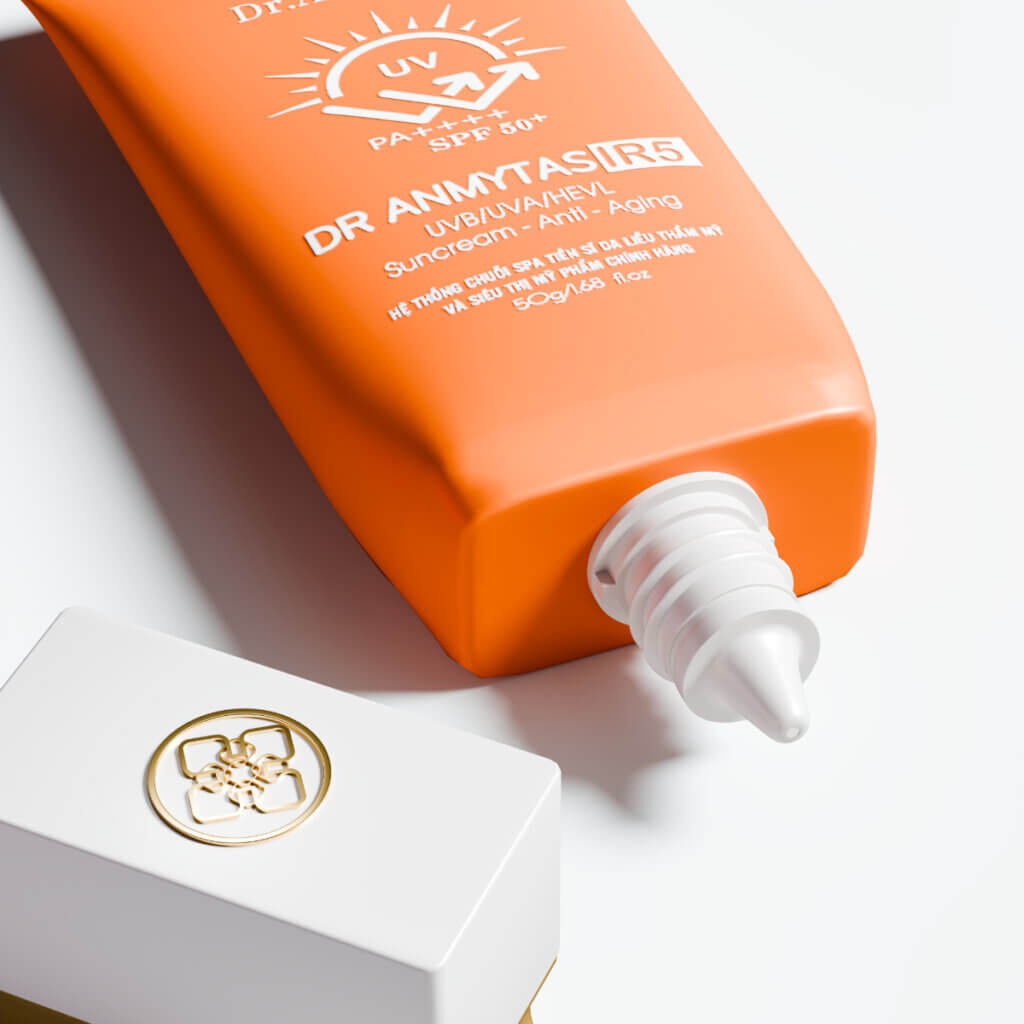 Dr.
UV
PA++++
SPF 50+
DR ANMYTAS IR5
UVB/UVA/HEVL
Suncream - Anti - Aging
HỆ THỐNG CHUỖI SPA TIẾN SĨ DA LIỄU THẨM MỸ
VÀ SIÊU THỊ MỸ PHẨM CHÍNH HÃNG
50g/1.68 fl.oz